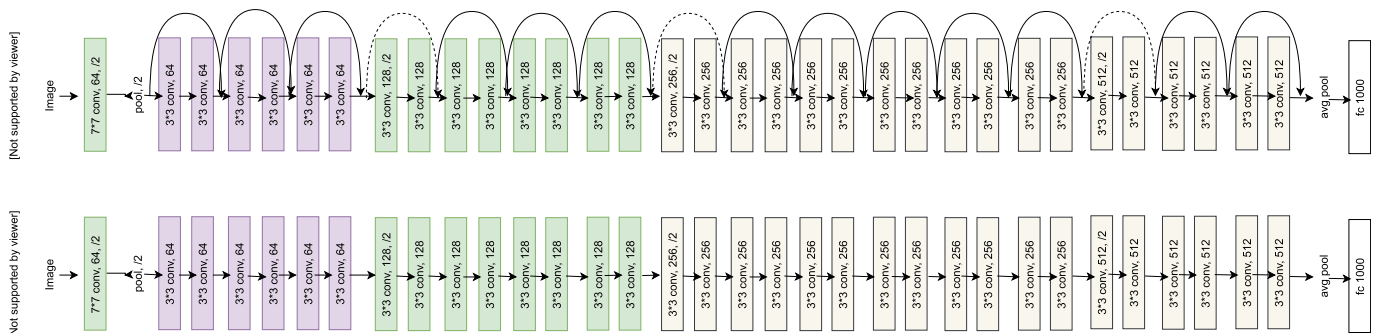 [Not supported by viewer]
Image
7*7 conv, 64, /2
pool, /2
3*3 conv, 64
3*3 conv, 64
3*3 conv, 64
3*3 conv, 64
3*3 conv, 64
3*3 conv, 64
3*3 conv, 128, /2
3*3 conv, 128
3*3 conv, 128
3*3 conv, 128
3*3 conv, 128
3*3 conv, 128
3*3 conv, 128
3*3 conv, 128
3*3 conv, 256, /2
3*3 conv, 256
3*3 conv, 256
3*3 conv, 256
3*3 conv, 256
3*3 conv, 256
3*3 conv, 256
3*3 conv, 256
3*3 conv, 256
3*3 conv, 256
3*3 conv, 256
3*3 conv, 256
3*3 conv, 512, /2
3*3 conv, 512
3*3 conv, 512
3*3 conv, 512
3*3 conv, 512
3*3 conv, 512
avg pool
fc 1000
Not supported by viewer]
Image
7*7 conv, 64, /2
pool, /2
3*3 conv, 64
3*3 conv, 64
3*3 conv, 64
3*3 conv, 64
3*3 conv, 64
3*3 conv, 64
3*3 conv, 128, /2
3*3 conv, 128
3*3 conv, 128
3*3 conv, 128
3*3 conv, 128
3*3 conv, 128
3*3 conv, 128
3*3 conv, 128
3*3 conv, 256, /2
3*3 conv, 256
3*3 conv, 256
3*3 conv, 256
3*3 conv, 256
3*3 conv, 256
3*3 conv, 256
3*3 conv, 256
3*3 conv, 256
3*3 conv, 256
3*3 conv, 256
3*3 conv, 256
3*3 conv, 512, /2
3*3 conv, 512
3*3 conv, 512
3*3 conv, 512
3*3 conv, 512
3*3 conv, 512
avg pool
fc 1000